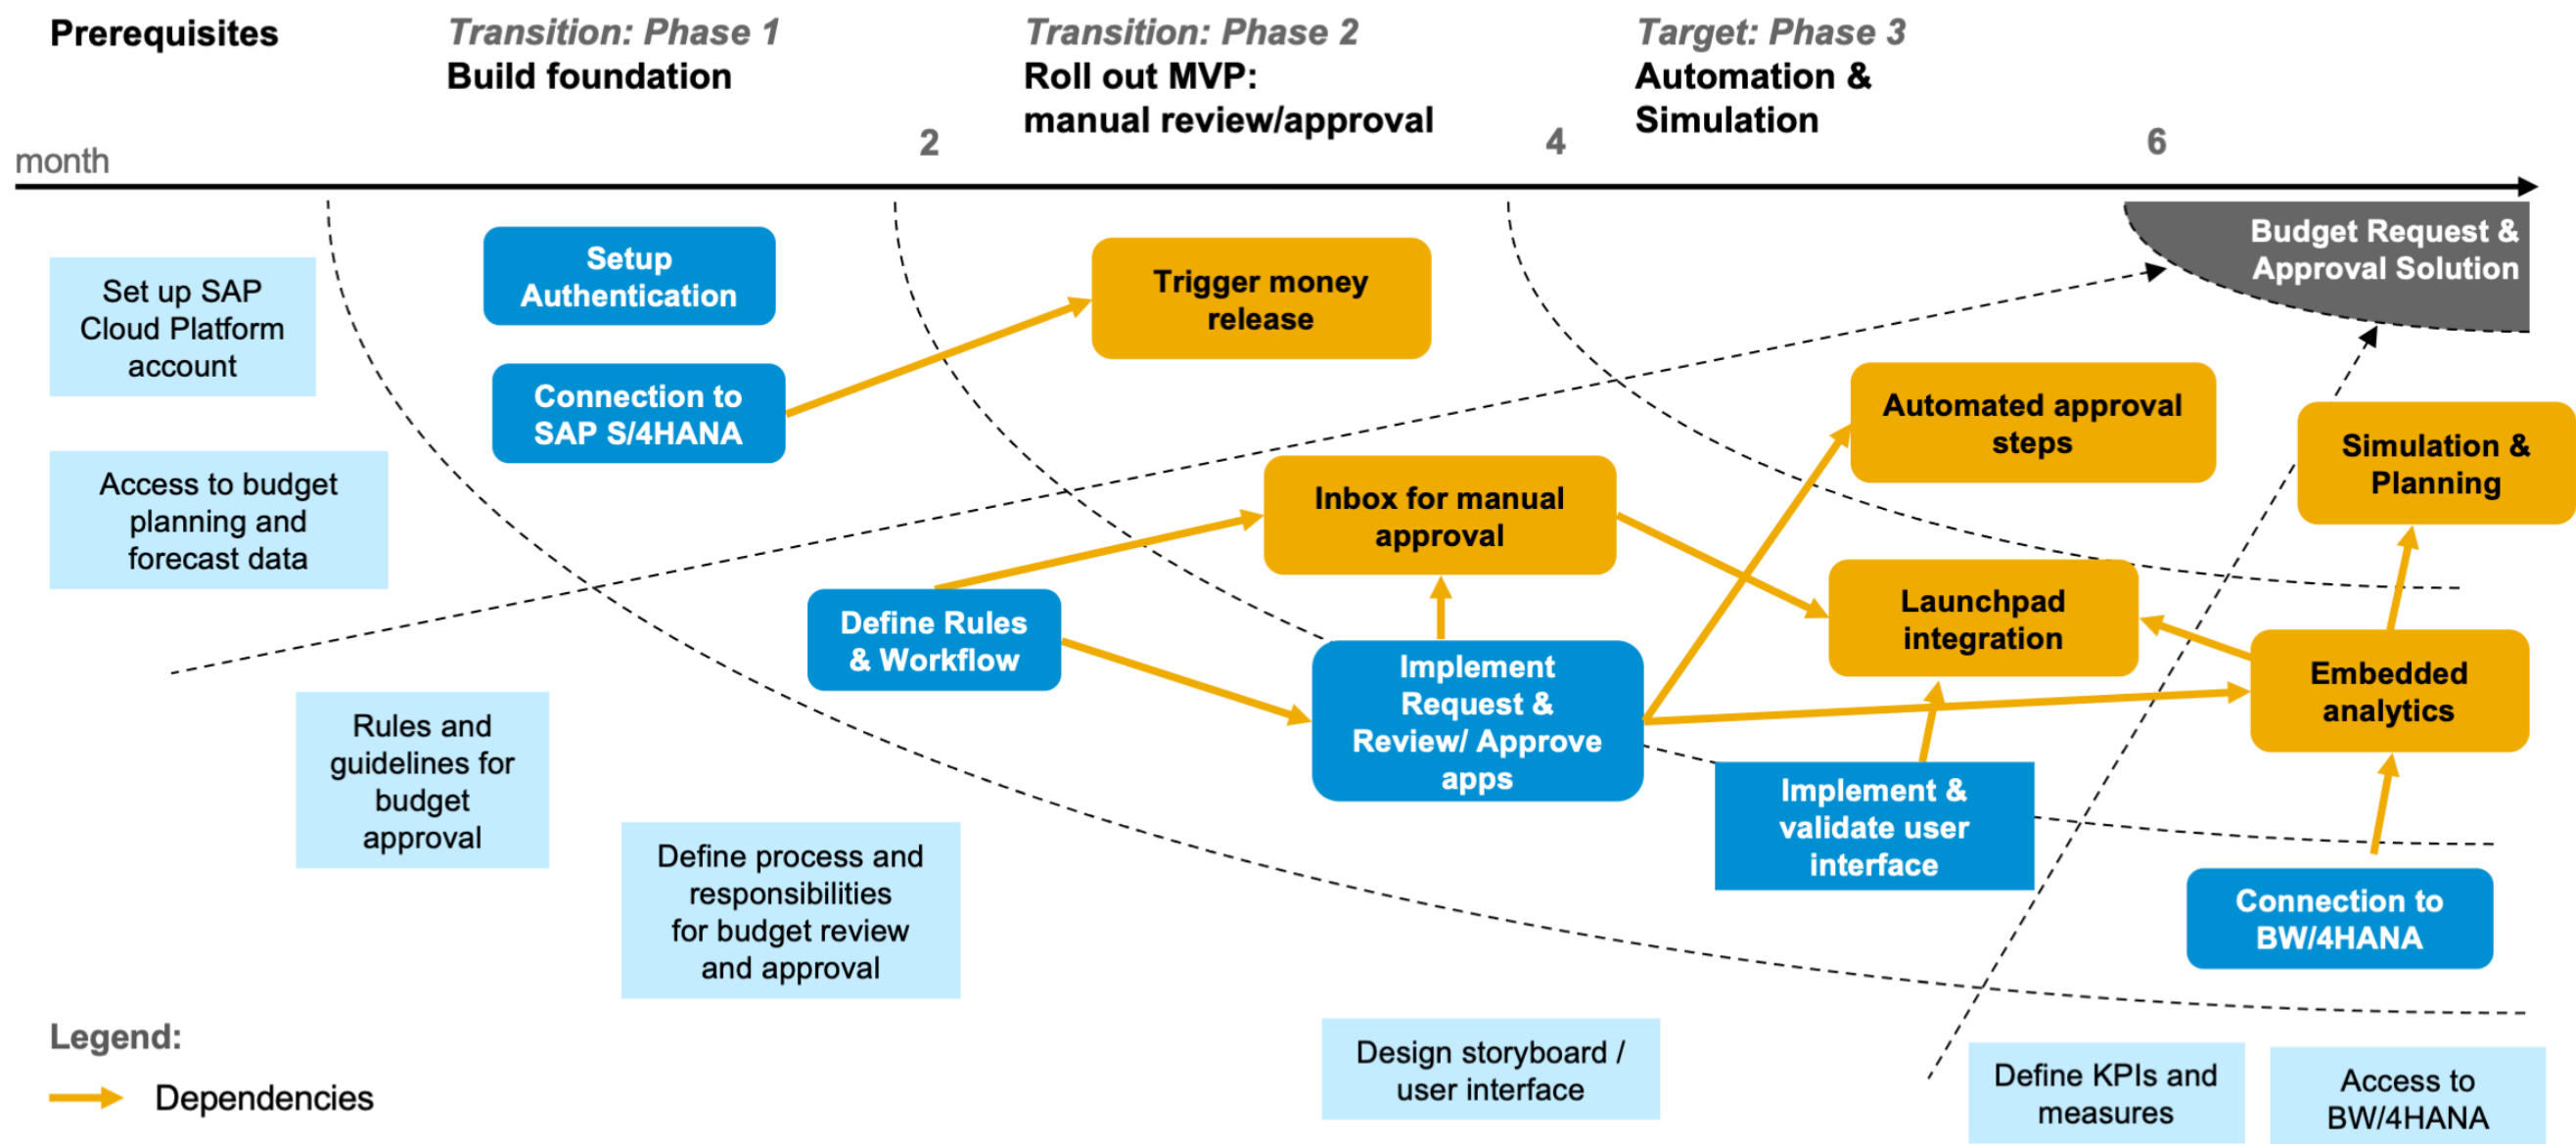 Prerequisites
Transition: Phase 1
Build foundation
Transition: Phase 2
Roll out MVP:
manual review/approval
Target: Phase 3
Automation &
Simulation
month
2
4
6
Budget Request &
Approval Solution
Setup
Authentication
Trigger money
release
Set up SAP
Cloud Platform
account
Connection to
SAP S/4HANA
Automated approval
steps
Simulation &
Planning
Access to budget
planning and
forecast data
Inbox for manual
approval
Define Rules
& Workflow
Launchpad
integration
Implement
Request &
Review/ Approve
apps
Embedded
analytics
Rules and
guidelines for
budget
approval
Implement &
validate user
interface
Define process and
responsibilities
for budget review
and approval
Connection to
BW/4HANA
Design storyboard /
user interface
Define KPIs and
measures
Access to
BW/4HANA
Legend:
Dependencies